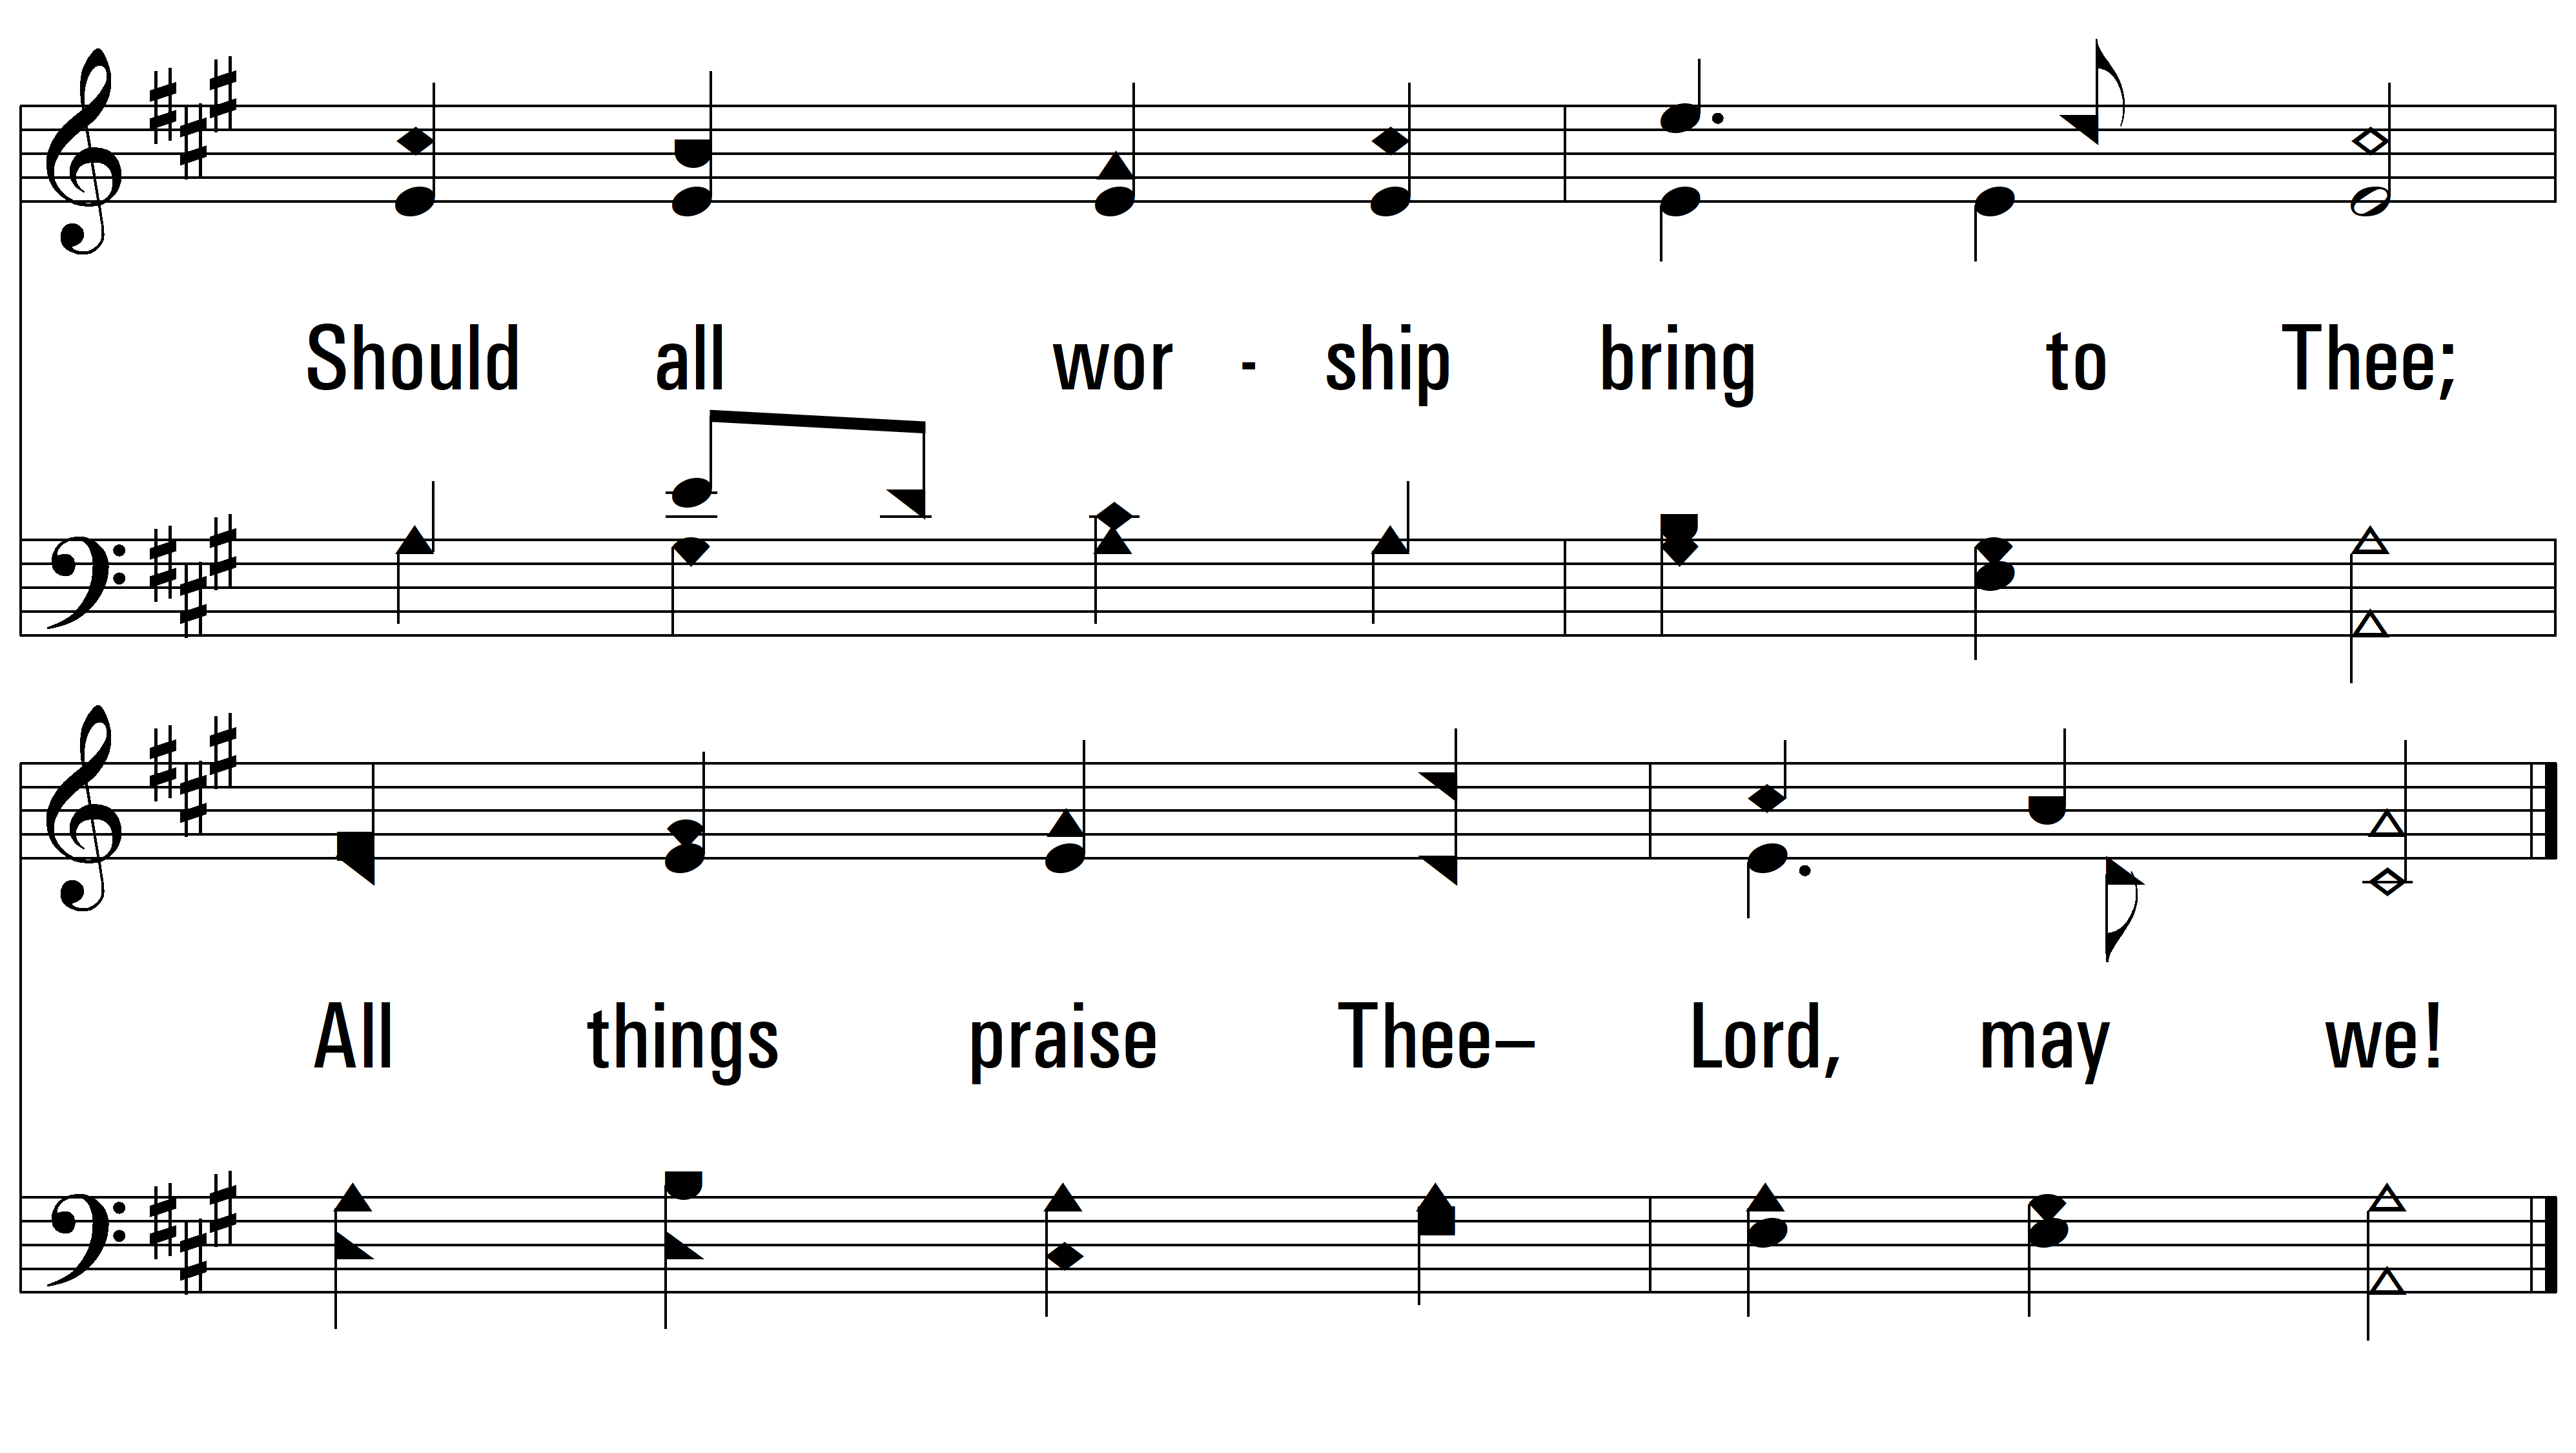 Should all wor - ship bring to Thee;
All things praise Thee– Lord, may we!